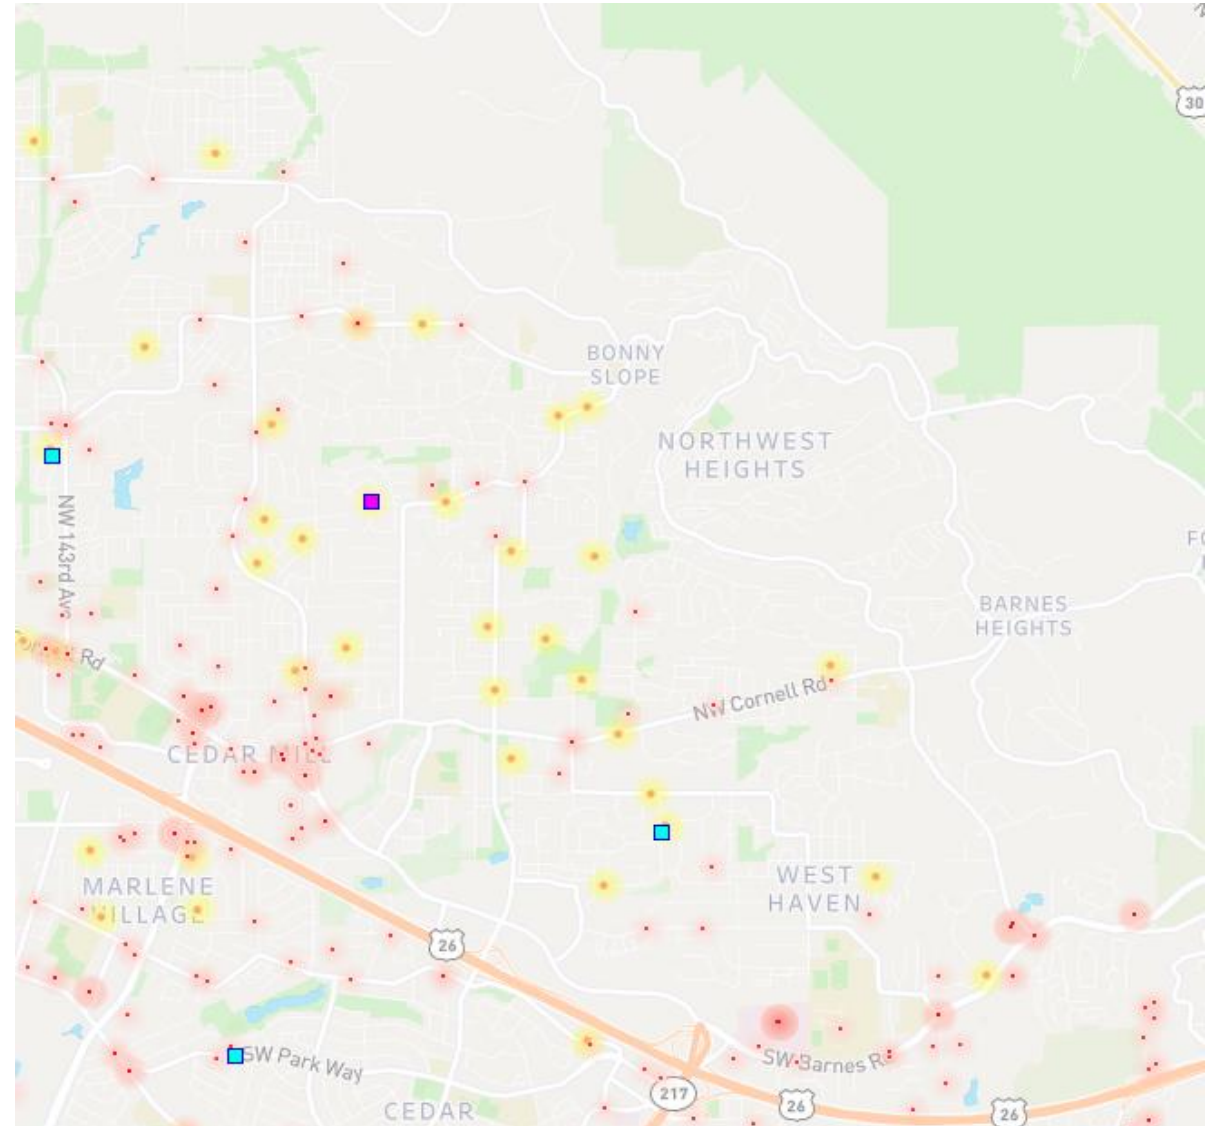 30
BONNY
SLOPE
NORTHWEST
HEIGHTS
NW 143rd Ave
BARNES
HEIGHTS
Rd
NW Cornell Rd
CEDAR MILL
MARLENE
VILLAGE
WEST
HAVEN
26
SW Park Way
SW Barnes Rd
217
26
26
CEDAR